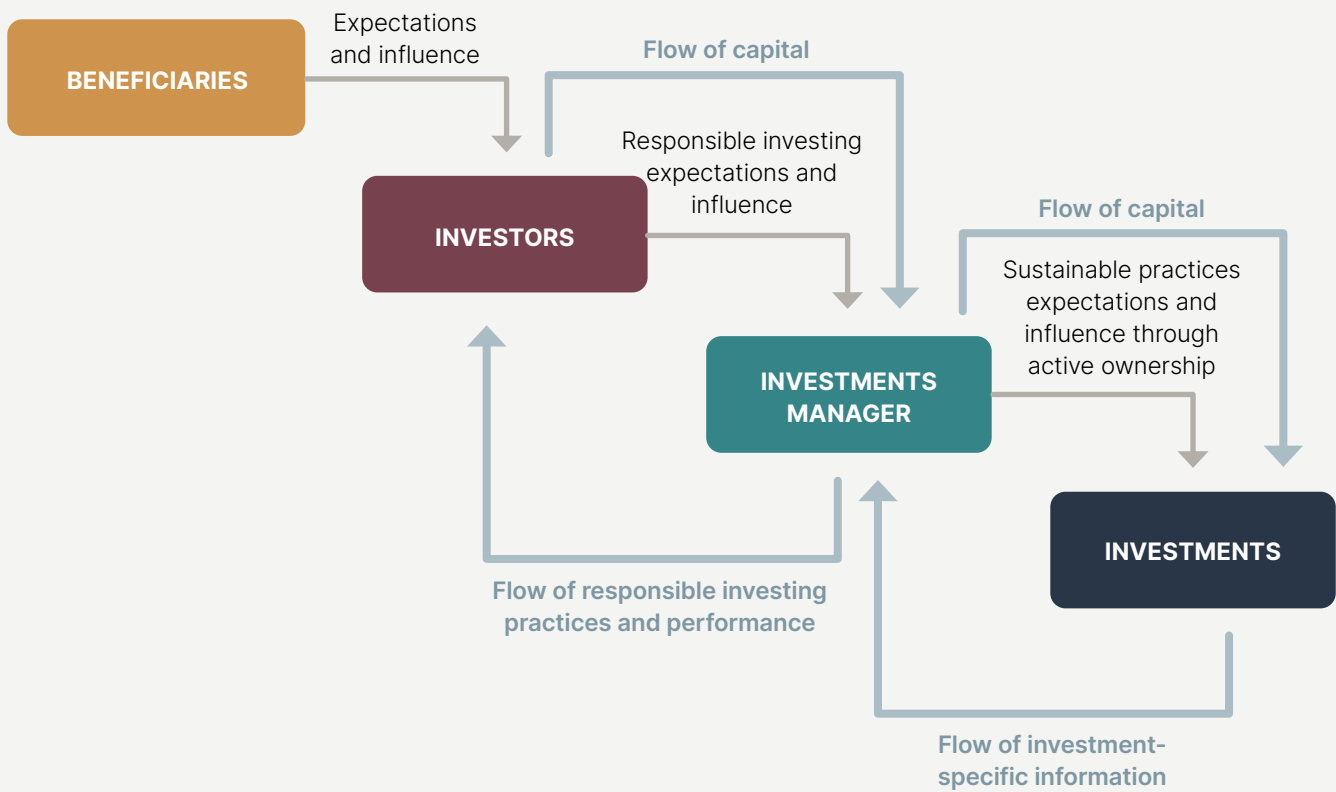 Expectations
and influence
BENEFICIARIES
Flow of capital
Responsible investing
expectations and
influence
INVESTORS
Flow of capital
Sustainable practices
expectations and
influence through
active ownership
INVESTMENTS
MANAGER
INVESTMENTS
Flow of responsible investing
practices and performance
Flow of investment-
specific information